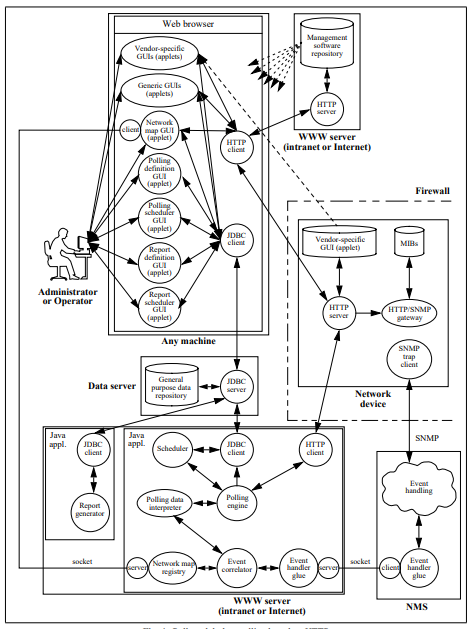 Web browser
Vendor-specific
GUIs (applets)
Generic GUIs
(applets)
client
Network
map GUI
(applet)
Polling
definition
GUI
(applet)
Polling
scheduler
GUI
(applet)
Report
definition
GUI
(applet)
Report
scheduler
GUI
(applet)
HTTP
client
JDBC
client
Any machine
Administrator
or Operator
Management
software
repository
HTTP
server
WWW server
(intranet or Internet)
Firewall
Vendor-specific
GUI (applet)
MIBs
HTTP
server
HTTP/SNMP
gateway
SNMP
trap
client
Network
device
Data server
General
purpose data
repository
JDBC
server
Java
appl.
JDBC
client
Report
generator
Java
appl.
Scheduler
JDBC
client
HTTP
client
Polling data
interpreter
Polling
engine
socket
server
Network map
registry
Event
correlator
Event
handler
glue
server
WWW server
(intranet or Internet)
SNMP
Event
handling
socket
client
Event
handler
glue
NMS